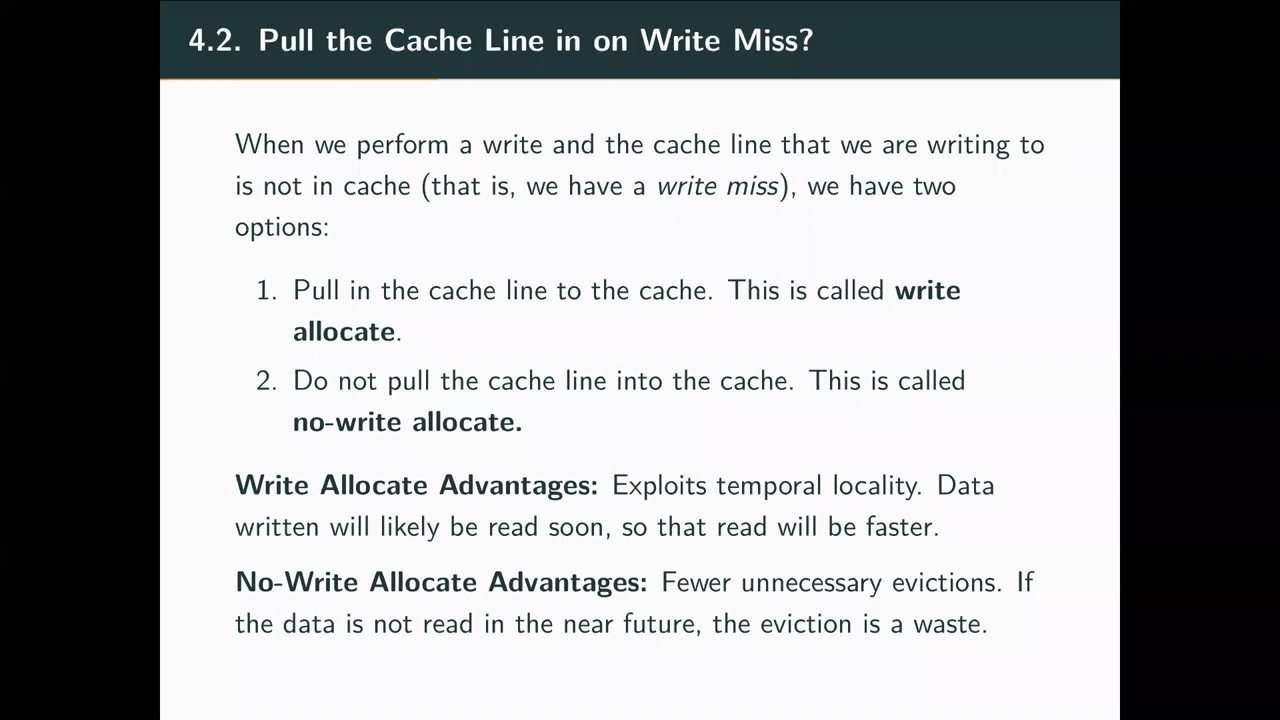 4.2. Pull the Cache Line in on Write Miss?
When we perform a write and the cache line that we are writing to
is not in cache (that is, we have a write miss), we have two
options:
1. Pull in the cache line to the cache. This is called write
allocate.
2. Do not pull the cache line into the cache. This is called
no-write allocate.
Write Allocate Advantages: Exploits temporal locality. Data
written will likely be read soon, so that read will be faster.
No-Write Allocate Advantages: Fewer unnecessary evictions. If
the data is not read in the near future, the eviction is a waste.